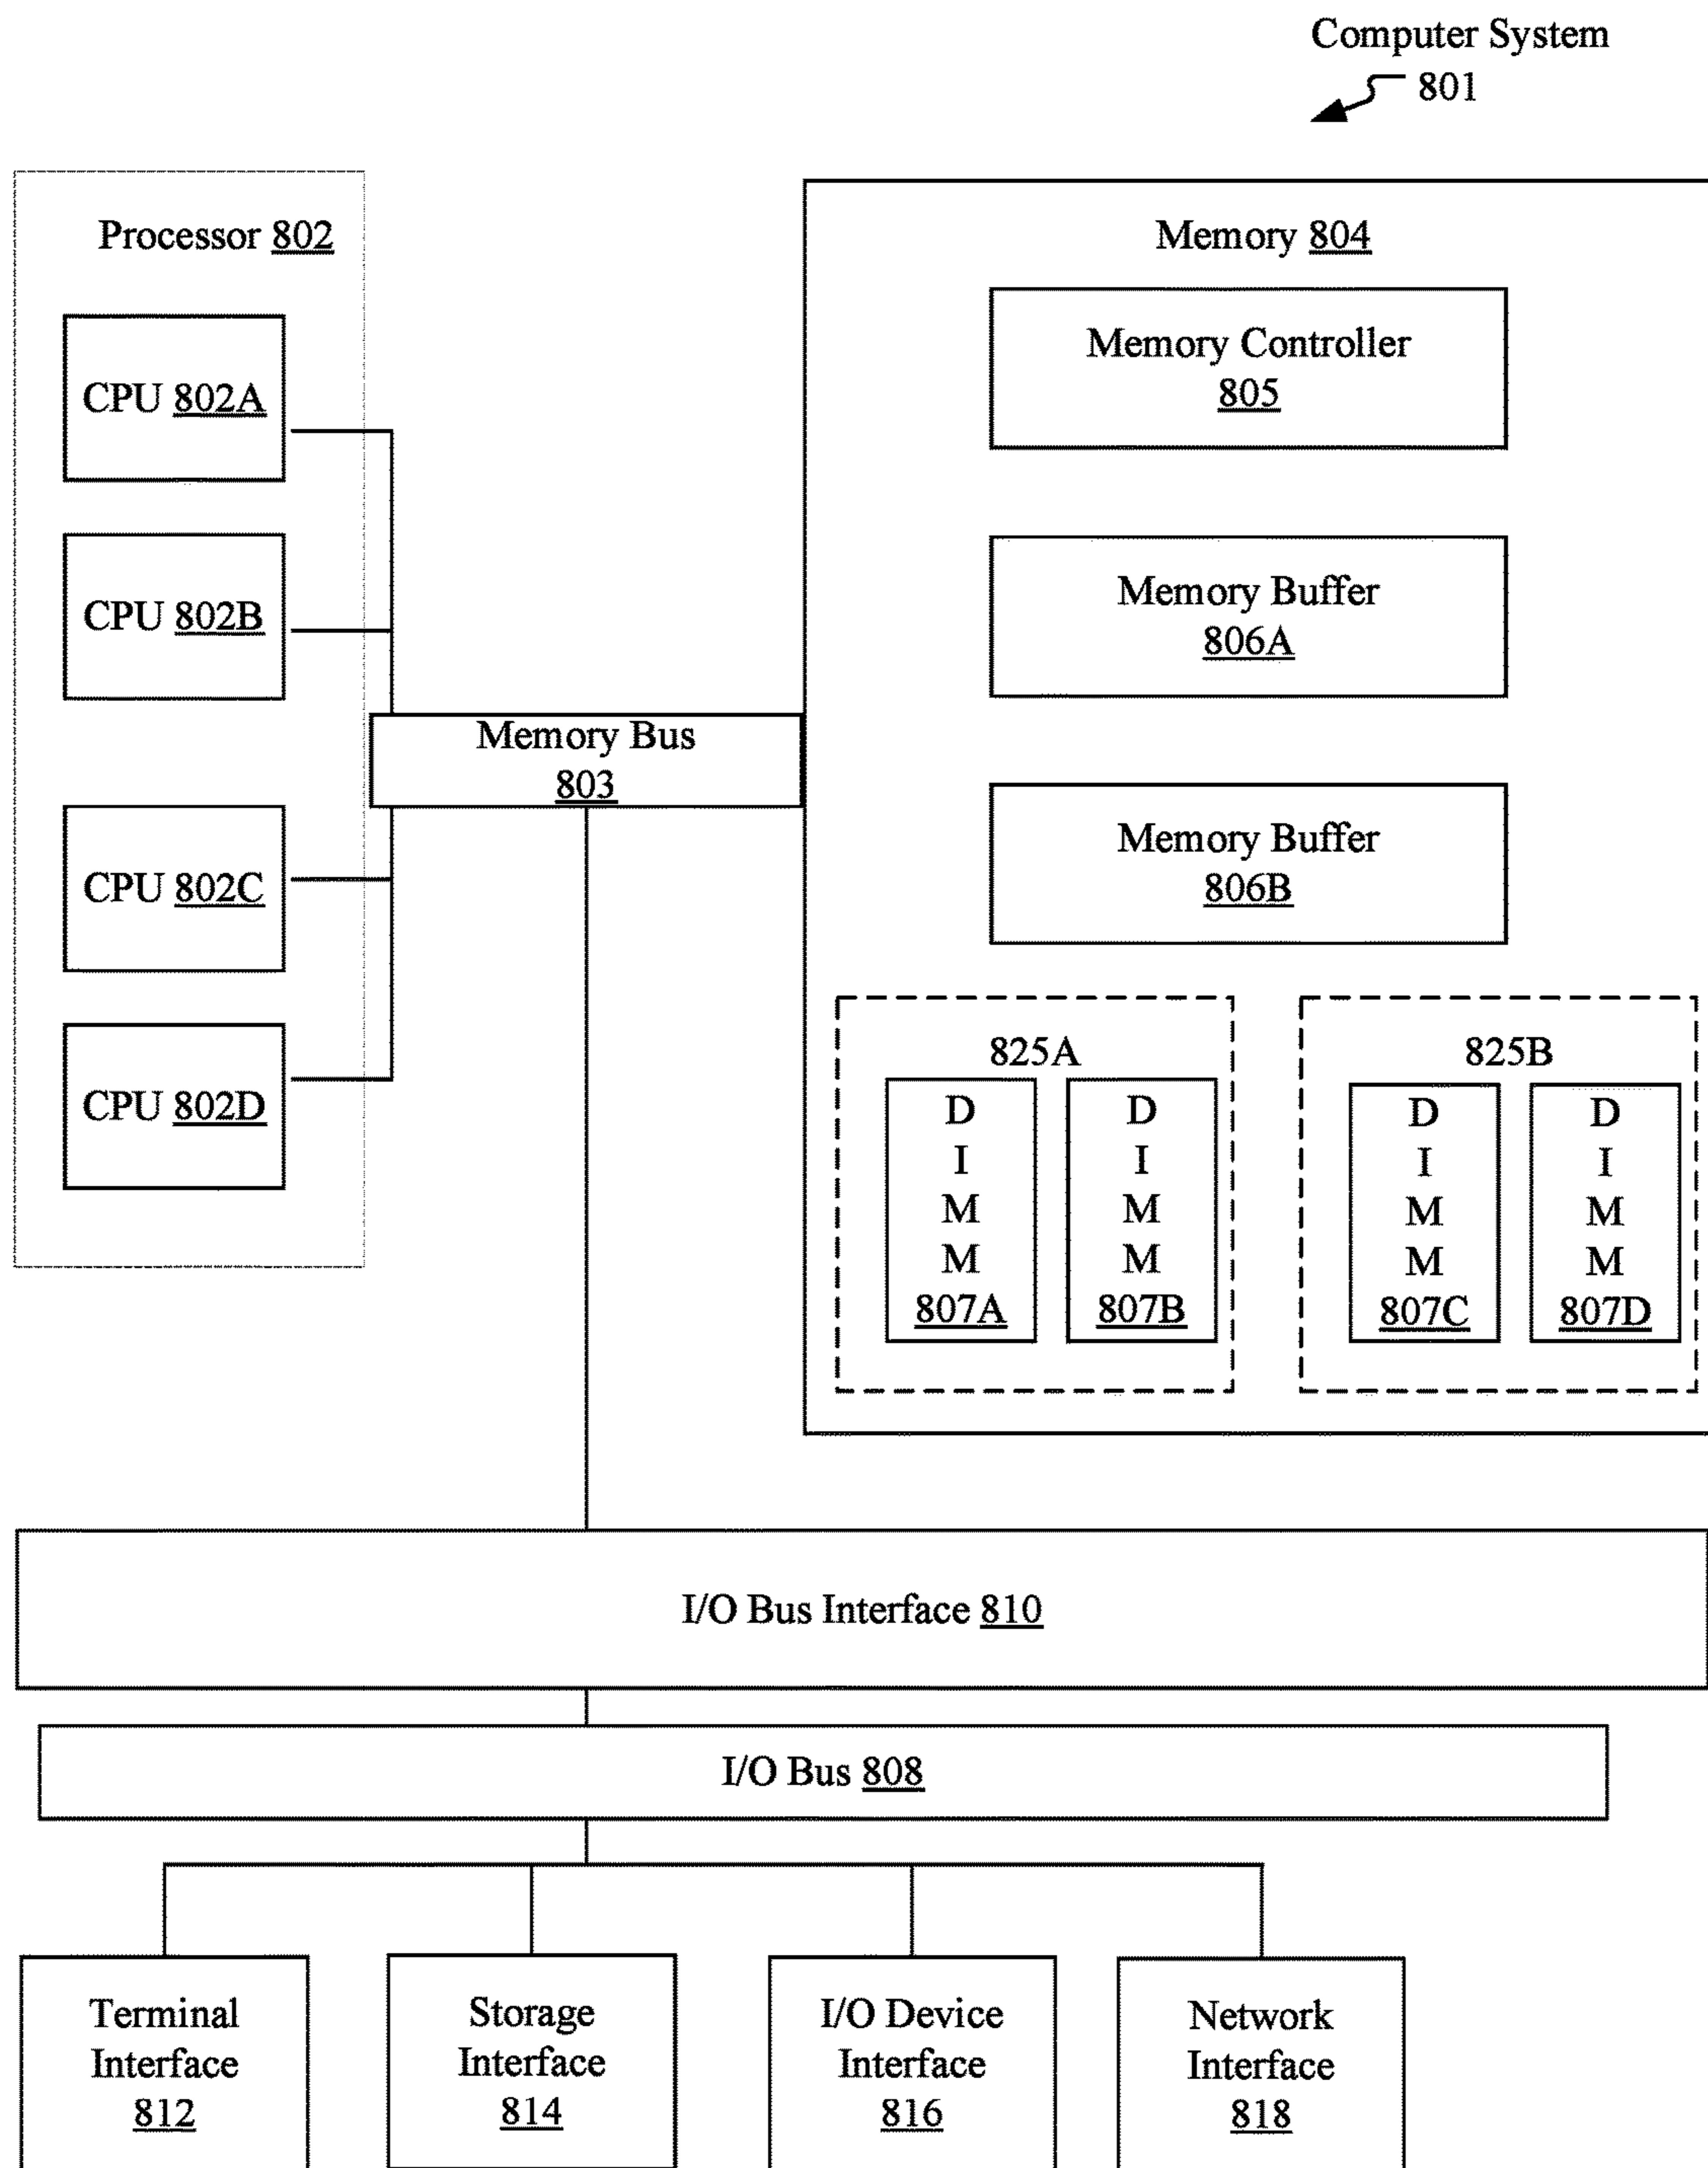 Computer System
801
Processor 802
CPU 802A
CPU 802B
CPU 802C
CPU 802D
Memory Bus
803
Memory 804
Memory Controller
805
Memory Buffer
806A
Memory Buffer
806B
825A
D
I
M
M
807A
D
I
M
M
807B
825B
D
I
M
M
807C
D
I
M
M
807D
I/O Bus Interface 810
I/O Bus 808
Terminal
Interface
812
Storage
Interface
814
I/O Device
Interface
816
Network
Interface
818